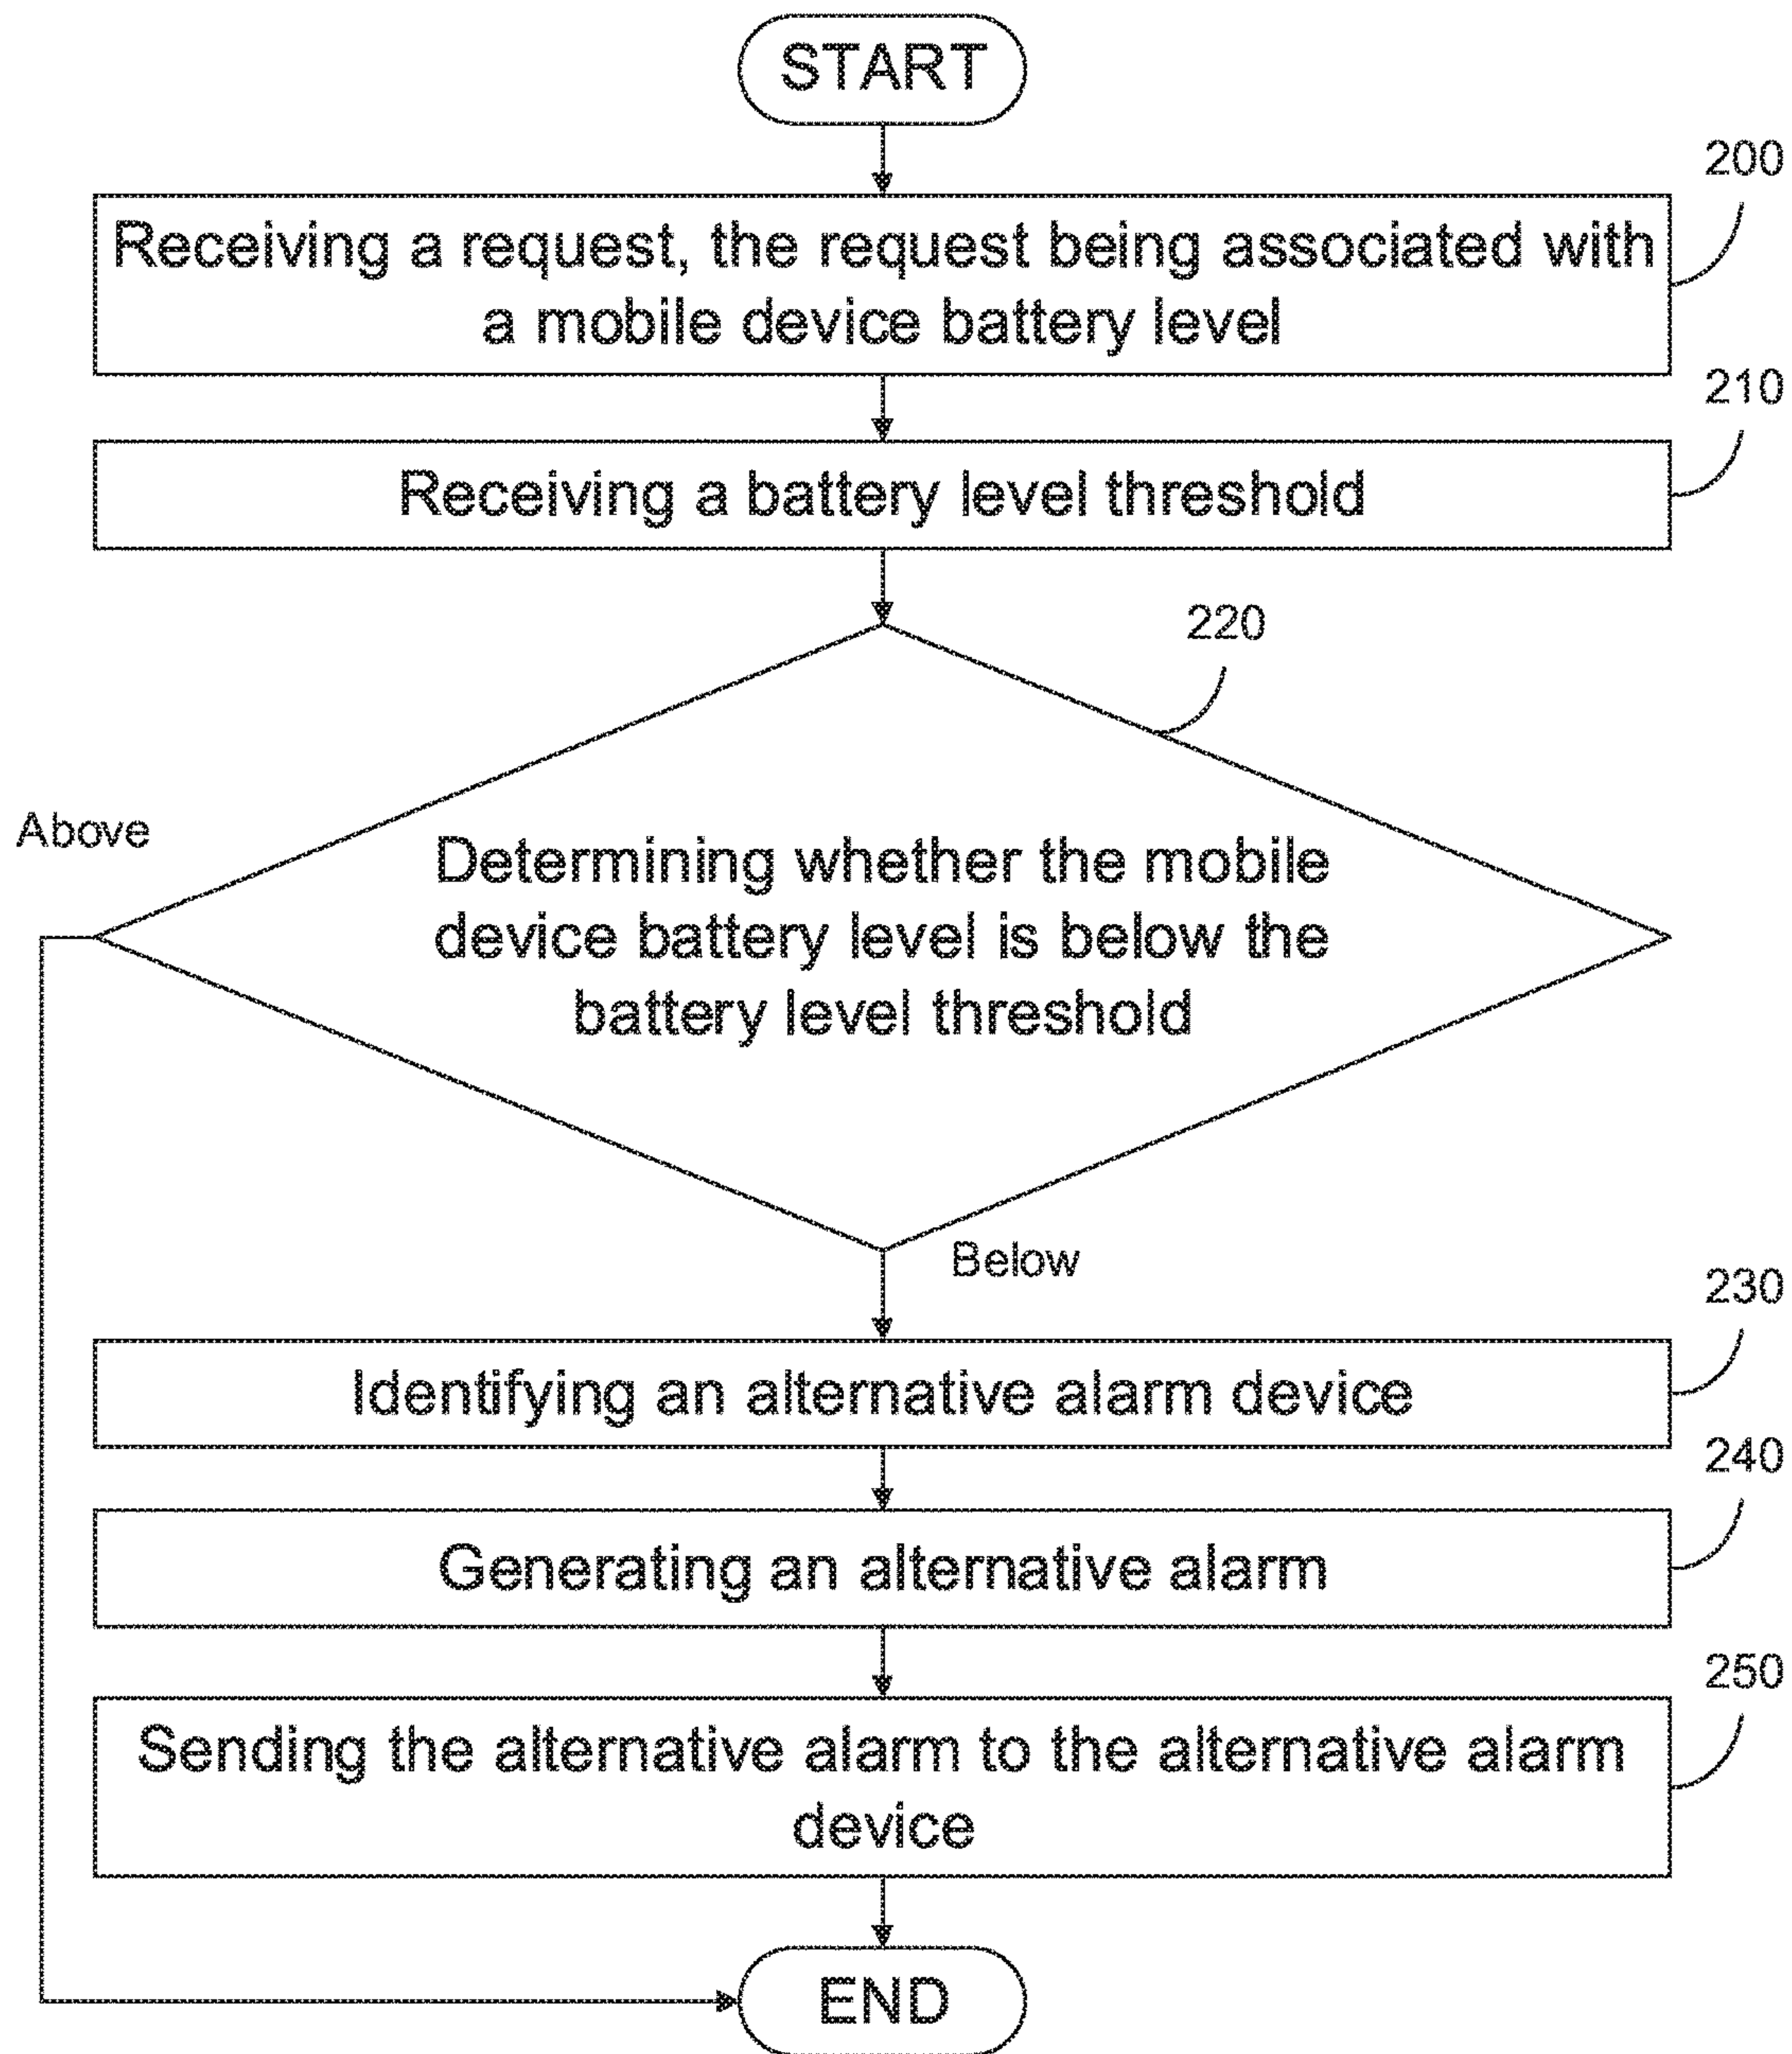 START
200
Receiving a request, the request being associated with
a mobile device battery level
210
Receiving a battery level threshold
220
Above
Determining whether the mobile
device battery level is below the
battery level threshold
Below
230
Identifying an alternative alarm device
240
Generating an alternative alarm
250
Sending the alternative alarm to the alternative alarm
device
END